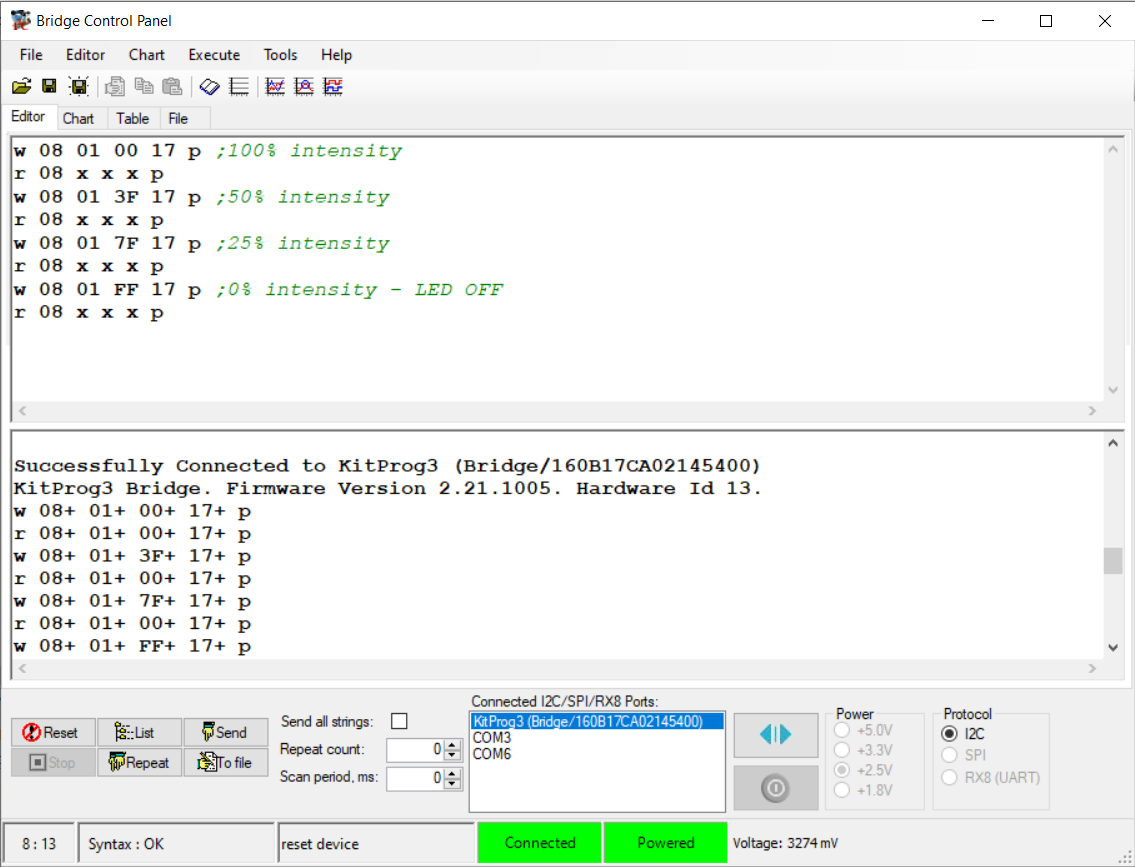 Bridge Control Panel
File Editor Chart Execute Tools Help
Editor Chart Table File
w 08 01 00 17 p ;100% intensity
r 08 x x x p
w 08 01 3F 17 p ;50% intensity
r 08 x x x p
w 08 01 7F 17 p ;25% intensity
r 08 x x x p
w 08 01 FF 17 p ;0% intensity - LED OFF
r 08 x x x p
Successfully Connected to KitProg3 (Bridge/160B17CA02145400)
KitProg3 Bridge. Firmware Version 2.21.1005. Hardware Id 13.
w 08+ 01+ 00+ 17+ p
r 08+ 01+ 00+ 17+ p
w 08+ 01+ 3F+ 17+ p
r 08+ 01+ 00+ 17+ p
w 08+ 01+ 7F+ 17+ p
r 08+ 01+ 00+ 17+ p
w 08+ 01+ FF+ 17+ p
Reset List Send
Stop Repeat To file
Send all strings:
Repeat count: 0
Scan period, ms: 0
Connected I2C/SPI/RX8 Ports:
KitProg3 (Bridge/160B17CA02145400)
COM3
COM6
Power
+5.0V
+3.3V
+2.5V
+1.8V
Protocol
I2C
SPI
RX8 (UART)
8 : 13 Syntax : OK reset device Connected Powered Voltage: 3274 mV